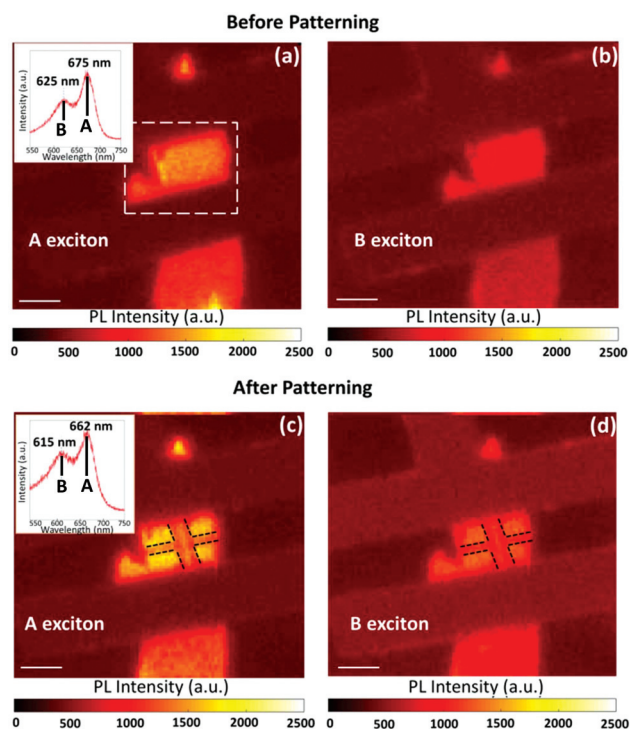 Before Patterning
(a)
675 nm
625 nm
B
A
Intensity (a.u.)
550 600 650 700 750
Wavelength (nm)
A exciton
(b)
B exciton
PL Intensity (a.u.)
0 500 1000 1500 2000 2500
PL Intensity (a.u.)
0 500 1000 1500 2000 2500
After Patterning
(c)
662 nm
615 nm
B
A
Intensity (a.u.)
550 600 650 700 750
Wavelength (nm)
A exciton
(d)
B exciton
PL Intensity (a.u.)
0 500 1000 1500 2000 2500
PL Intensity (a.u.)
0 500 1000 1500 2000 2500